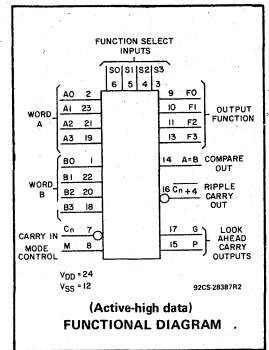 FUNCTION SELECT
INPUTS
S0 S1 S2 S3
6 5 4 3
WORD
A
A0 2
A1 23
A2 21
A3 19
9 F0
10 F1
11 F2
13 F3
OUTPUT
FUNCTION
WORD
B
B0 1
B1 22
B2 20
B3 18
14 A=B COMPARE
OUT
16 Cn+4 RIPPLE
CARRY
OUT
CARRY IN Cn 7
MODE
CONTROL M 8
17 G
15 P
LOOK
AHEAD
CARRY
OUTPUTS
VDD = 24
VSS = 12
92CS-28387R2
(Active-high data)
FUNCTIONAL DIAGRAM .